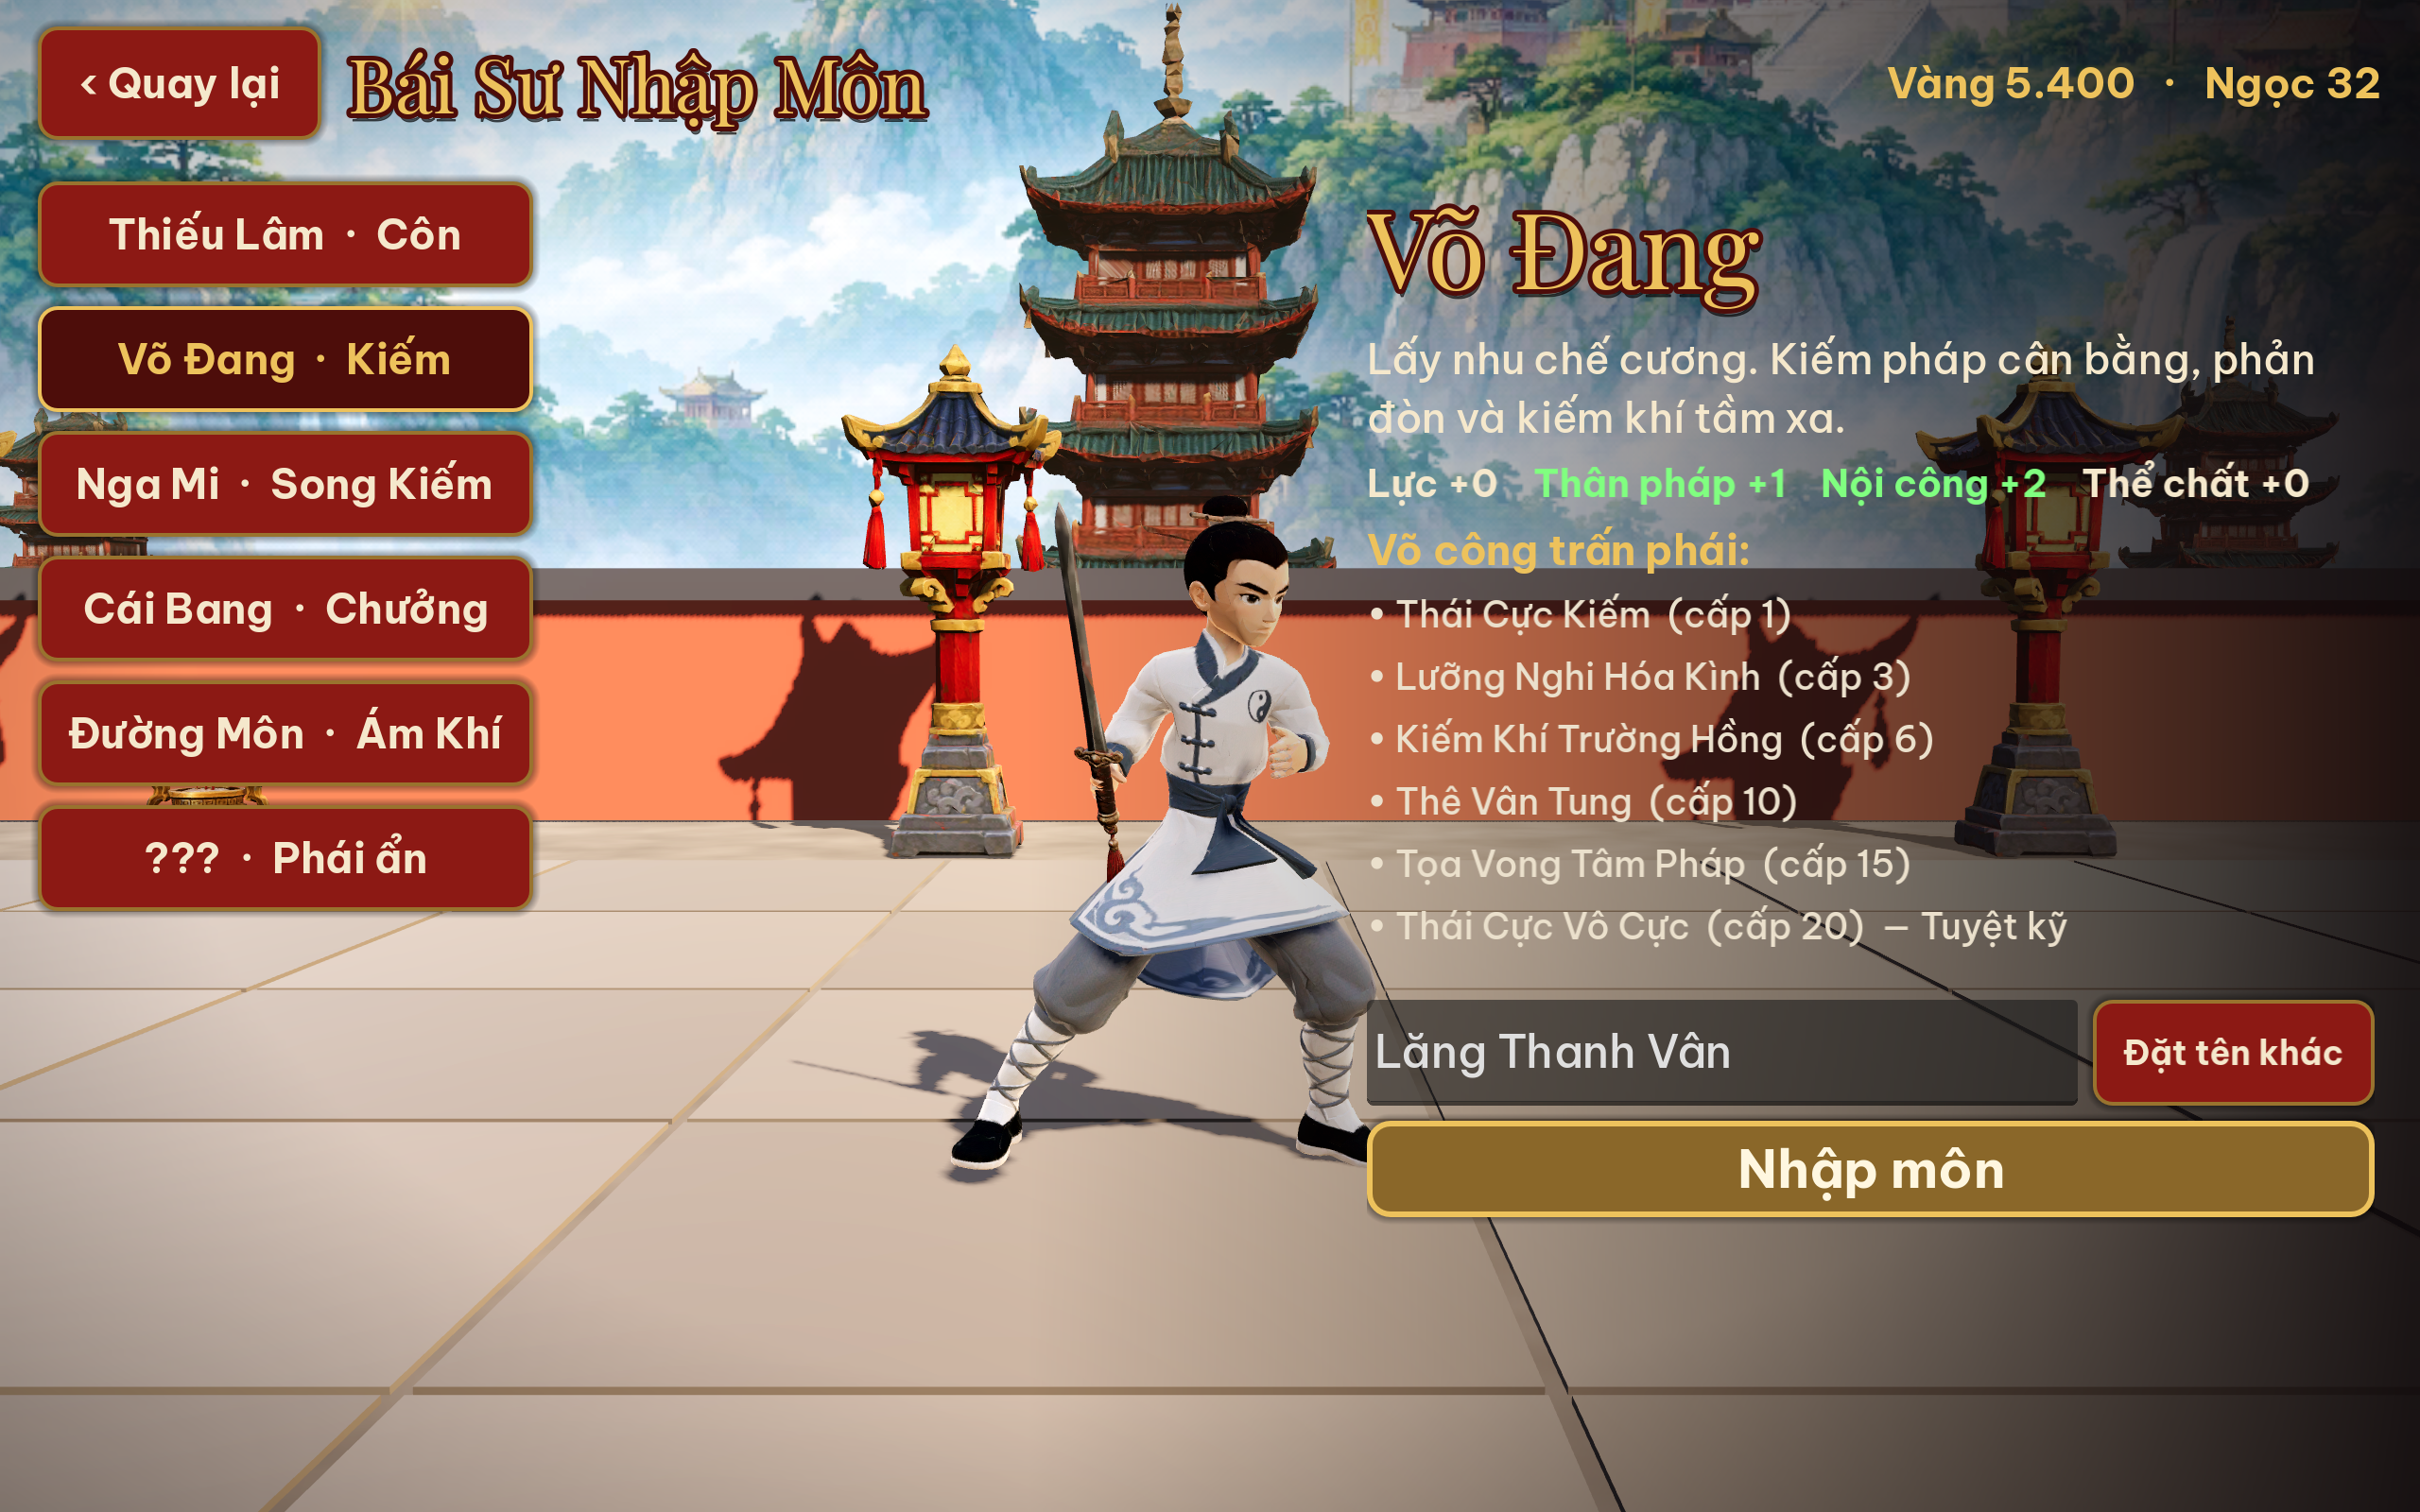 ‹ Quay lại
Bái Sư Nhập Môn
Vàng 5.400 · Ngọc 32
Thiếu Lâm · Côn
Võ Đang · Kiếm
Nga Mi · Song Kiếm
Cái Bang · Chưởng
Đường Môn · Ám Khí
??? · Phái ẩn
Võ Đang
Lấy nhu chế cương. Kiếm pháp cân bằng, phản
đòn và kiếm khí tầm xa.
Lực +0 Thân pháp +1 Nội công +2 Thể chất +0
Võ công trấn phái:
• Thái Cực Kiếm (cấp 1)
• Lưỡng Nghi Hóa Kình (cấp 3)
• Kiếm Khí Trường Hồng (cấp 6)
• Thê Vân Tung (cấp 10)
• Tọa Vong Tâm Pháp (cấp 15)
• Thái Cực Vô Cực (cấp 20) — Tuyệt kỹ
Lăng Thanh Vân
Đặt tên khác
Nhập môn